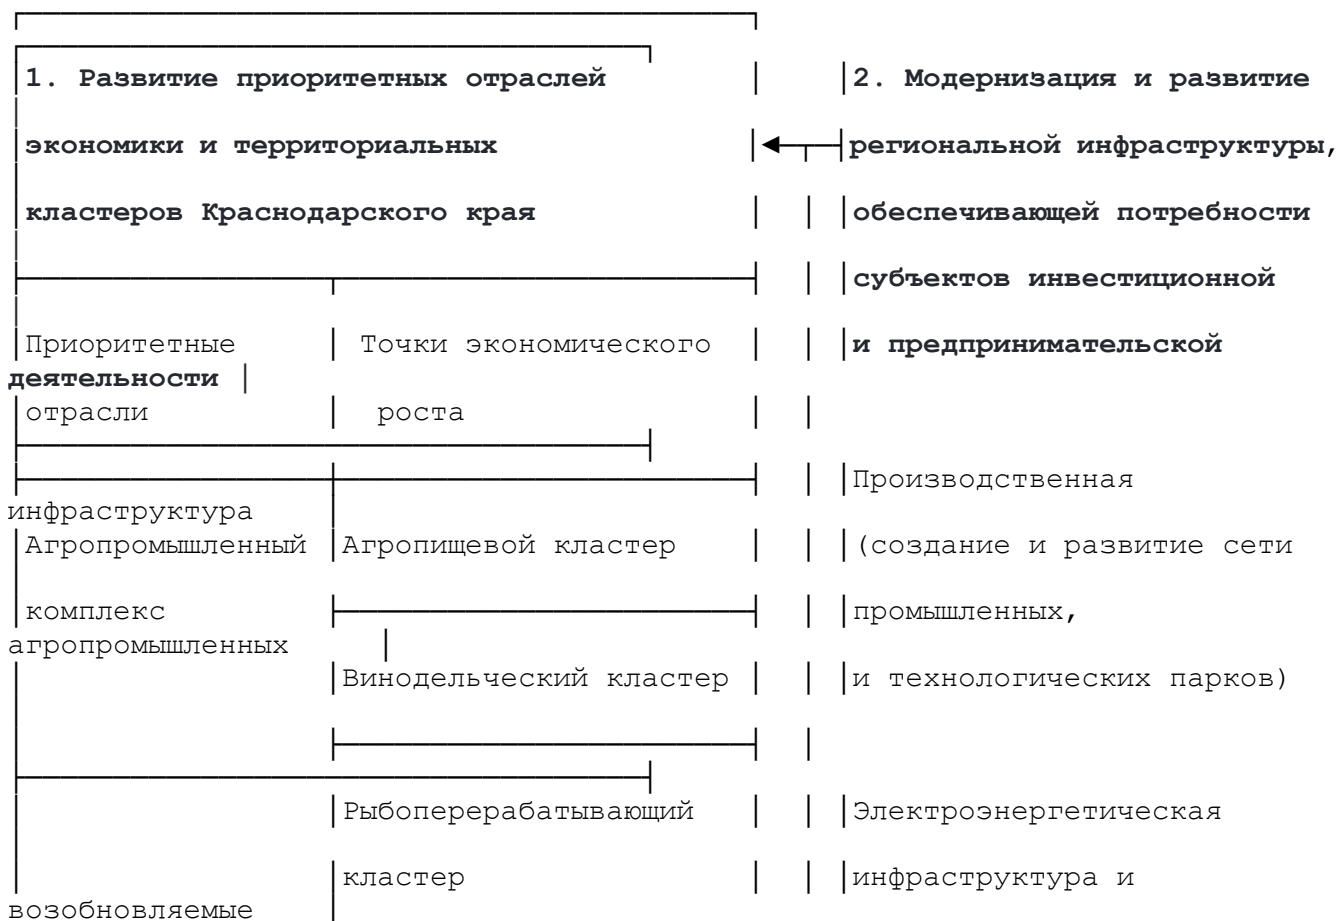 1. Развитие приоритетных отраслей 2. Модернизация и развитие
экономики и территориальных региональной инфраструктуры,
кластеров Краснодарского края обеспечивающей потребности
субъектов инвестиционной
Приоритетные Точки экономического и предпринимательской
деятельности
отрасли роста
Производственная
инфраструктура
Агропромышленный Агропищевой кластер (создание и развитие сети
комплекс промышленных,
агропромышленных
Винодельческий кластер и технологических парков)
Рыбоперерабатывающий Электроэнергетическая
кластер инфраструктура и
возобновляемые